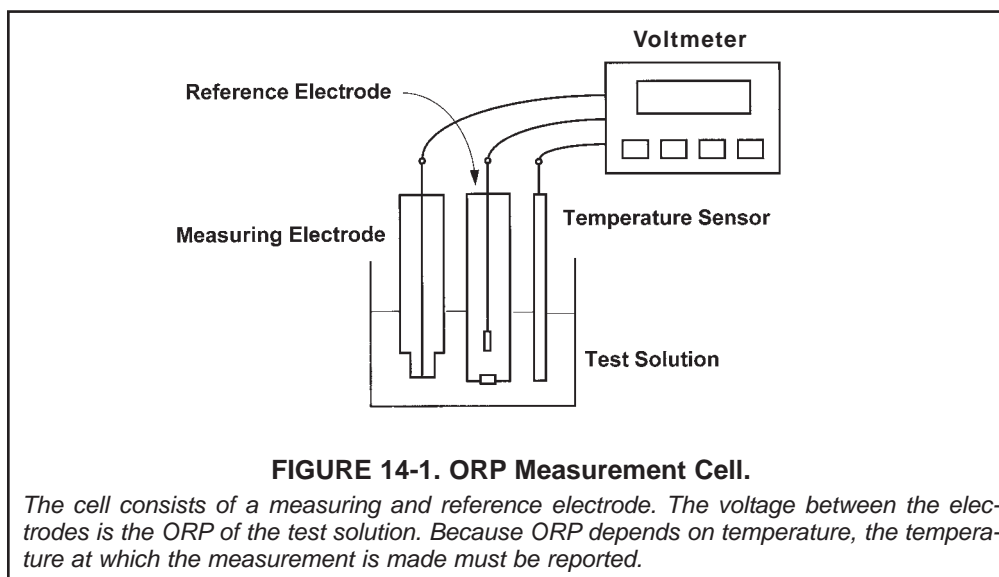 Voltmeter
Reference Electrode
Measuring Electrode
Temperature Sensor
Test Solution
FIGURE 14-1. ORP Measurement Cell.
The cell consists of a measuring and reference electrode. The voltage between the elec-
trodes is the ORP of the test solution. Because ORP depends on temperature, the tempera-
ture at which the measurement is made must be reported.